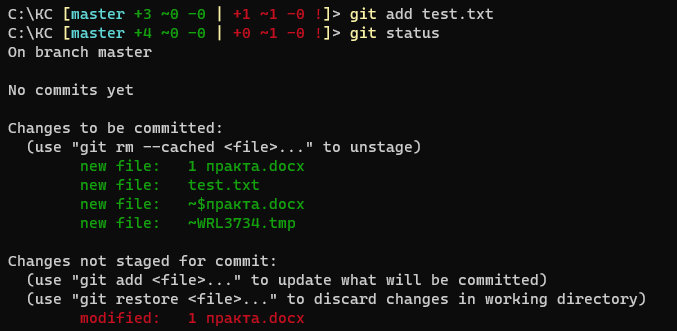 C:\КС [master +3 ~0 -0 | +1 ~1 -0 !]> git add test.txt
C:\КС [master +4 ~0 -0 | +0 ~1 -0 !]> git status
On branch master
No commits yet
Changes to be committed:
(use "git rm --cached <file>..." to unstage)
new file:   1 практа.docx
new file:   test.txt
new file:   ~$практа.docx
new file:   ~WRL3734.tmp
Changes not staged for commit:
(use "git add <file>..." to update what will be committed)
(use "git restore <file>..." to discard changes in working directory)
modified:   1 практа.docx